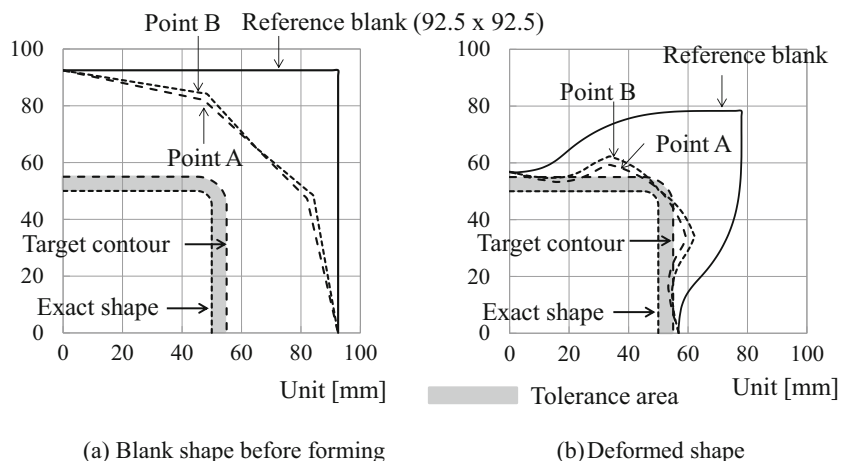 Point B
Reference blank (92.5 x 92.5)
100
80
60
40
20
0
Point A
Target contour
Exact shape
0 20 40 60 80 100
Unit [mm]
(a) Blank shape before forming
Reference blank
100
80
60
40
20
0
Point B
Point A
Target contour
Exact shape
0 20 40 60 80 100
Unit [mm]
Tolerance area
(b) Deformed shape